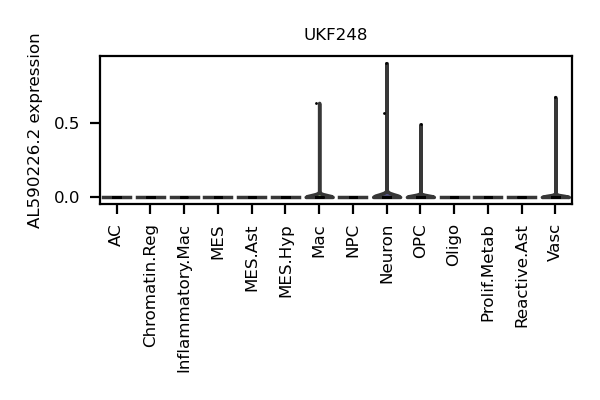 UKF248
AL590226.2 expression
0.5
0.0
AC
Chromatin.Reg
Inflammatory.Mac
MES
MES.Ast
MES.Hyp
Mac
NPC
Neuron
OPC
Oligo
Prolif.Metab
Reactive.Ast
Vasc